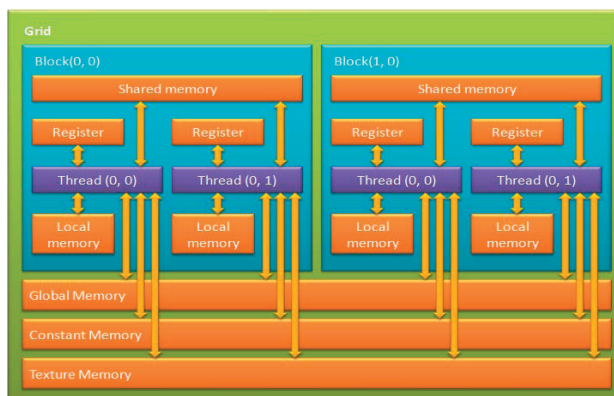 Grid
Block(0, 0)
Shared memory
Register
Register
Thread (0, 0)
Thread (0, 1)
Local
memory
Local
memory
Block(1, 0)
Shared memory
Register
Register
Thread (0, 0)
Thread (0, 1)
Local
memory
Local
memory
Global Memory
Constant Memory
Texture Memory